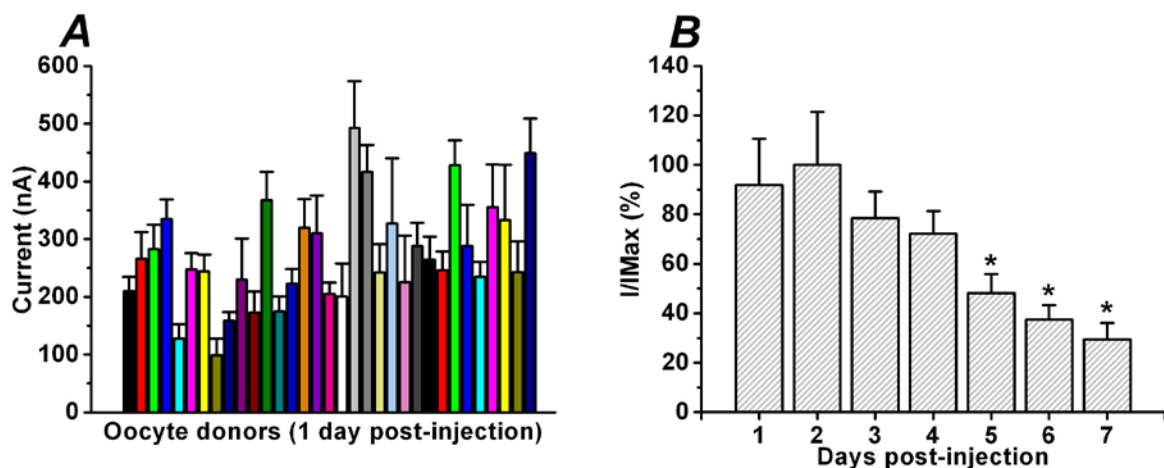 A
600
500
400
300
200
100
0
Current (nA)
Oocyte donors (1 day post-injection)
B
140
120
100
80
60
40
20
0
I/IMax (%)
* * *
1 2 3 4 5 6 7
Days post-injection